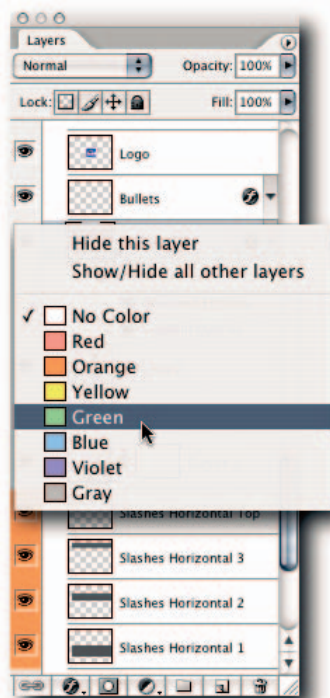 Layers
Normal Opacity: 100%
Lock: Fill: 100%
Logo
Bullets
Hide this layer
Show/Hide all other layers
✓ No Color
Red
Orange
Yellow
Green
Blue
Violet
Gray
Slashes Horizontal Top
Slashes Horizontal 3
Slashes Horizontal 2
Slashes Horizontal 1